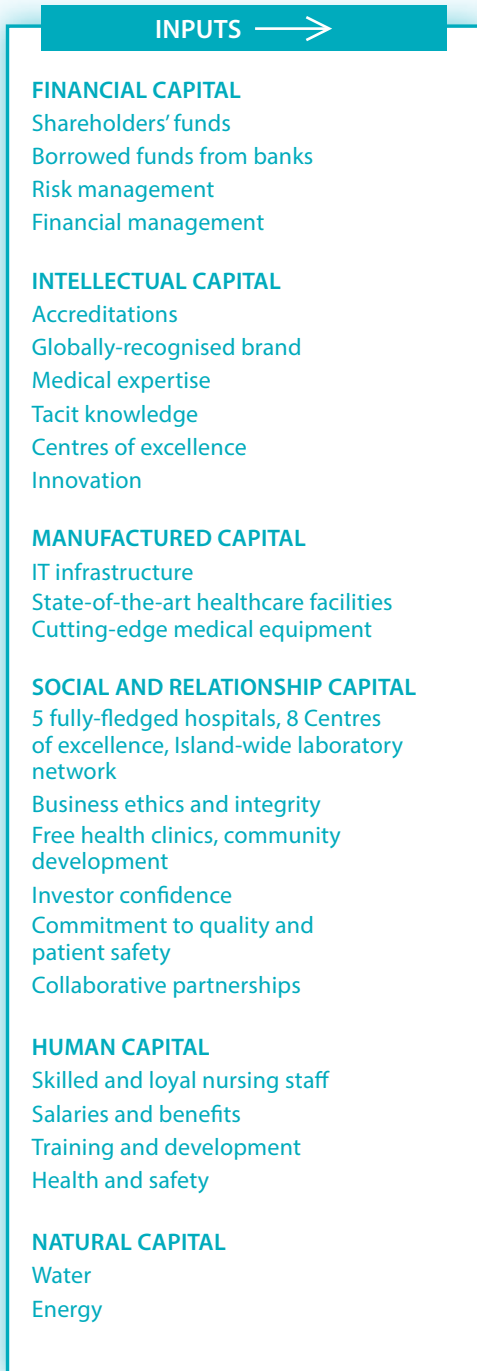 INPUTS
FINANCIAL CAPITAL
Shareholders’ funds
Borrowed funds from banks
Risk management
Financial management
INTELLECTUAL CAPITAL
Accreditations
Globally-recognised brand
Medical expertise
Tacit knowledge
Centres of excellence
Innovation
MANUFACTURED CAPITAL
IT infrastructure
State-of-the-art healthcare facilities
Cutting-edge medical equipment
SOCIAL AND RELATIONSHIP CAPITAL
5 fully-fledged hospitals, 8 Centres
of excellence, Island-wide laboratory
network
Business ethics and integrity
Free health clinics, community
development
Investor confidence
Commitment to quality and
patient safety
Collaborative partnerships
HUMAN CAPITAL
Skilled and loyal nursing staff
Salaries and benefits
Training and development
Health and safety
NATURAL CAPITAL
Water
Energy